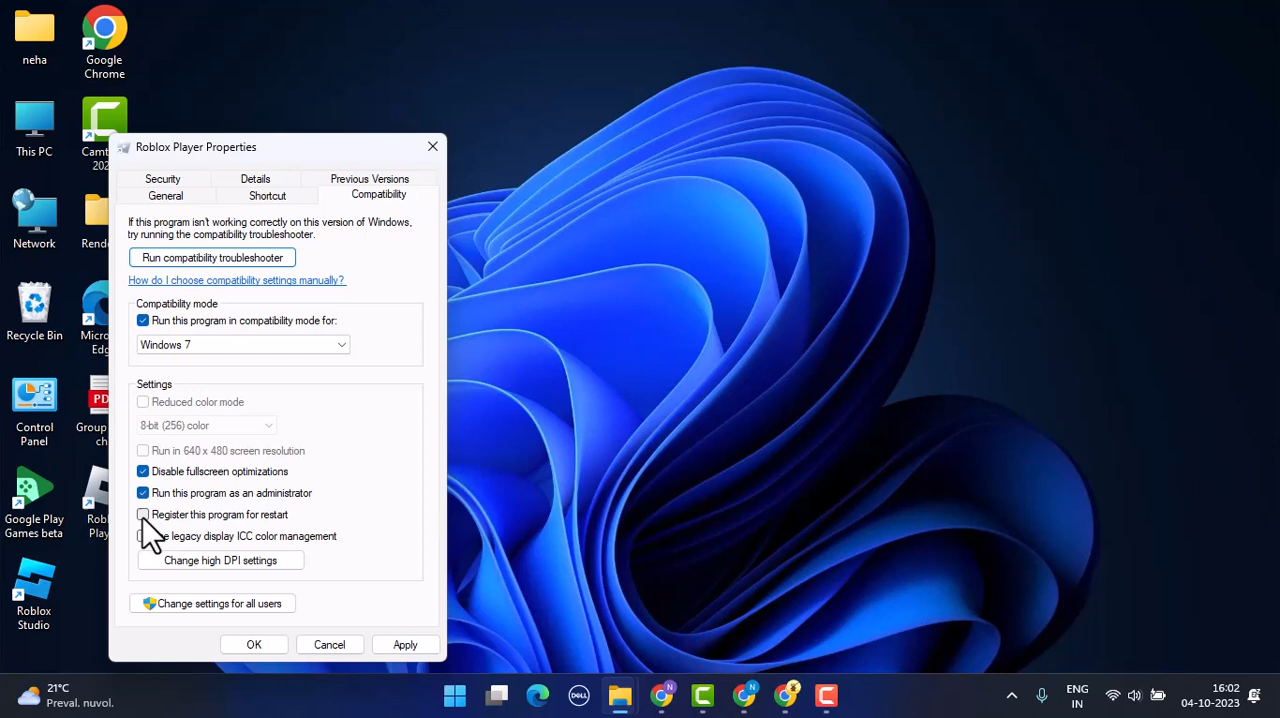 neha
Google
Chrome
This PC
Camt
202
Network
Rende
Recycle Bin
Micro
Edg
Control
Panel
PD
Group
ch
Google Play
Games beta
Rob
Play
Roblox
Studio
Roblox Player Properties
Security
Details
Previous Versions
General
Shortcut
Compatibility
If this program isn't working correctly on this version of Windows,
try running the compatibility troubleshooter.
Run compatibility troubleshooter
How do I choose compatibility settings manually?
Compatibility mode
Run this program in compatibility mode for:
Windows 7
Settings
Reduced color mode
8-bit (256) color
Run in 640 x 480 screen resolution
Disable fullscreen optimizations
Run this program as an administrator
Register this program for restart
legacy display ICC color management
Change high DPI settings
Change settings for all users
OK
Cancel
Apply
21°C
Preval. nuvol.
DELL
N
N
ENG
IN
16:02
04-10-2023